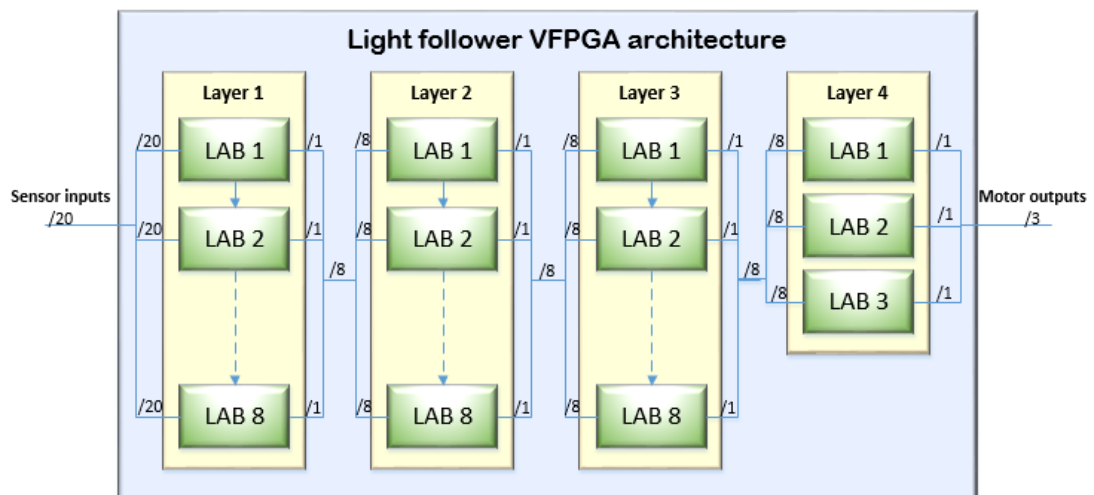 Light follower VFPGA architecture
Layer 1
Layer 2
Layer 3
Layer 4
/20
LAB 1
/1
/8
LAB 1
/1
/8
LAB 1
/1
/8
LAB 1
/1
Sensor inputs
/20
Motor outputs
/3
/20
LAB 2
/1
/8
LAB 2
/1
/8
LAB 2
/1
/8
LAB 2
/1
/8
/8
/8
/8
LAB 3
/1
/20
LAB 8
/1
/8
LAB 8
/1
/8
LAB 8
/1